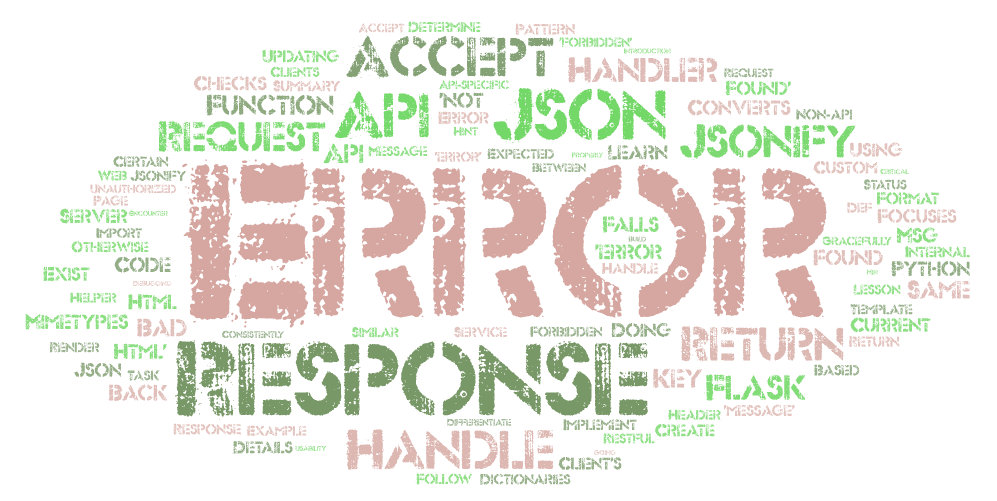 ACCEPT DETERMINE PATTERN
ACCEPT 'FORBIDDEN'
INTRODUCTION
UPDATING HANDLER REQUEST
CLIENTS
CHECKS SUMMARY API-SPECIFIC FOUND'
FUNCTION API 'NOT JSON CONVERTS
ERROR NON-API
REQUEST HINT JSONIFY USING
API MESSAGE 'ERROR' EXPECTED PROPERLY LEARN
CERTAIN BETWEEN CUSTOM CRITICAL
WEB JSONIFY STATUS
UNAUTHORIZED FORMAT
PAGE DEF FOCUSES
SERVER ENCOUNTER
ERROR
IMPORT FALLS MSG
OTHERWISE BUILD GRACEFULLY
'ERROR INTERNAL
CODE HANDLE FOUND PYTHON
EXIST
DEBUGGING LESSON SAME
HELPER HTML TEMPLATE
MIMETYPES BAD CONSISTENTLY SIMILAR SERVICE FORBIDDEN DOING CURRENT
RENDER HTML' RETURN RETURN
JSON TASK RESPONSE KEY BASED
BACK FLASK
HEADER 'MESSAGE'
RESPONSE EXAMPLE DIFFERENTIATE IMPLEMENT
HANDLE RESTFUL CREATE
DETAILS USABILITY
CLIENT'S
FOLLOW DICTIONARIES